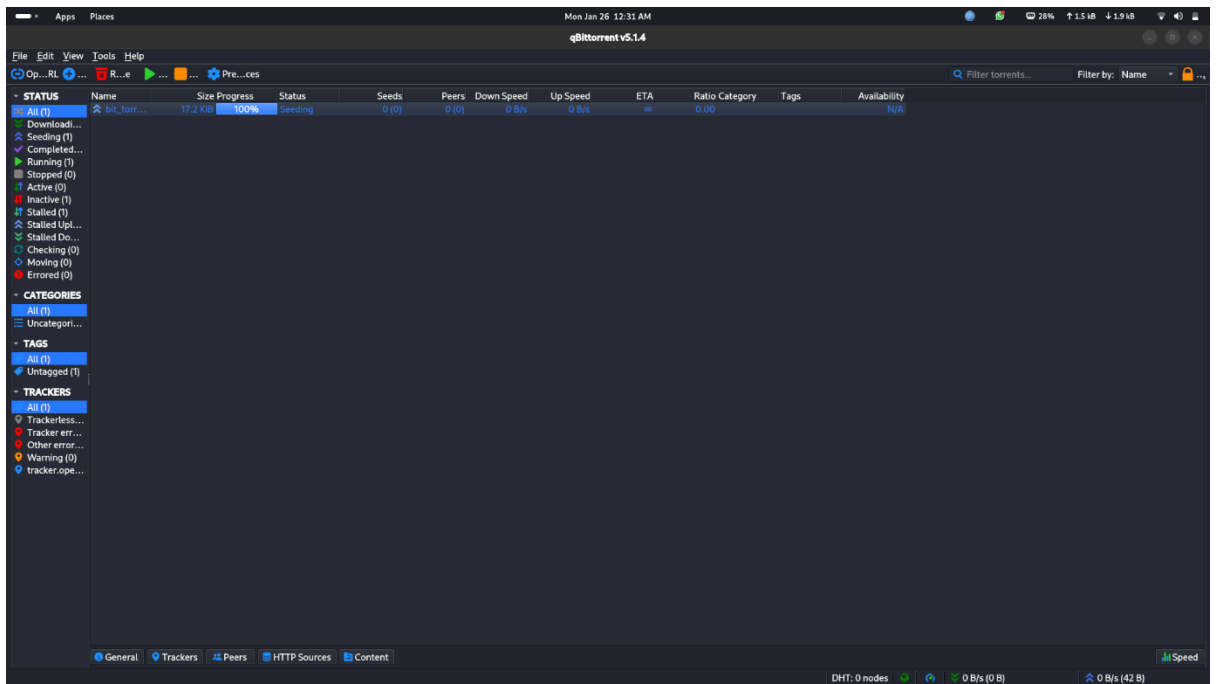 Apps Places Mon Jan 26 12:31 AM 28% ↑1.5 kB ↓1.9 kB
qBittorrent v5.1.4
File Edit View Tools Help
Op...RL ... R...e ... ... Pre...ces Filter torrents... Filter by: Name ...s
STATUS
All (1)
Downloadi...
Seeding (1)
Completed...
Running (1)
Stopped (0)
Active (0)
Inactive (1)
Stalled (1)
Stalled Upl...
Stalled Do...
Checking (0)
Moving (0)
Errored (0)
CATEGORIES
All (1)
Uncategori...
TAGS
All (1)
Untagged (1)
TRACKERS
All (1)
Trackerless...
Tracker err...
Other error...
Warning (0)
tracker.ope...
Name Size Progress Status Seeds Peers Down Speed Up Speed ETA Ratio Category Tags Availability
bit_torr... 17.2 KiB 100% Seeding 0 (0) 0 (0) 0 B/s 0 B/s ∞ 0.00 N/A
General Trackers Peers HTTP Sources Content Speed
DHT: 0 nodes 0 B/s (0 B) 0 B/s (42 B)